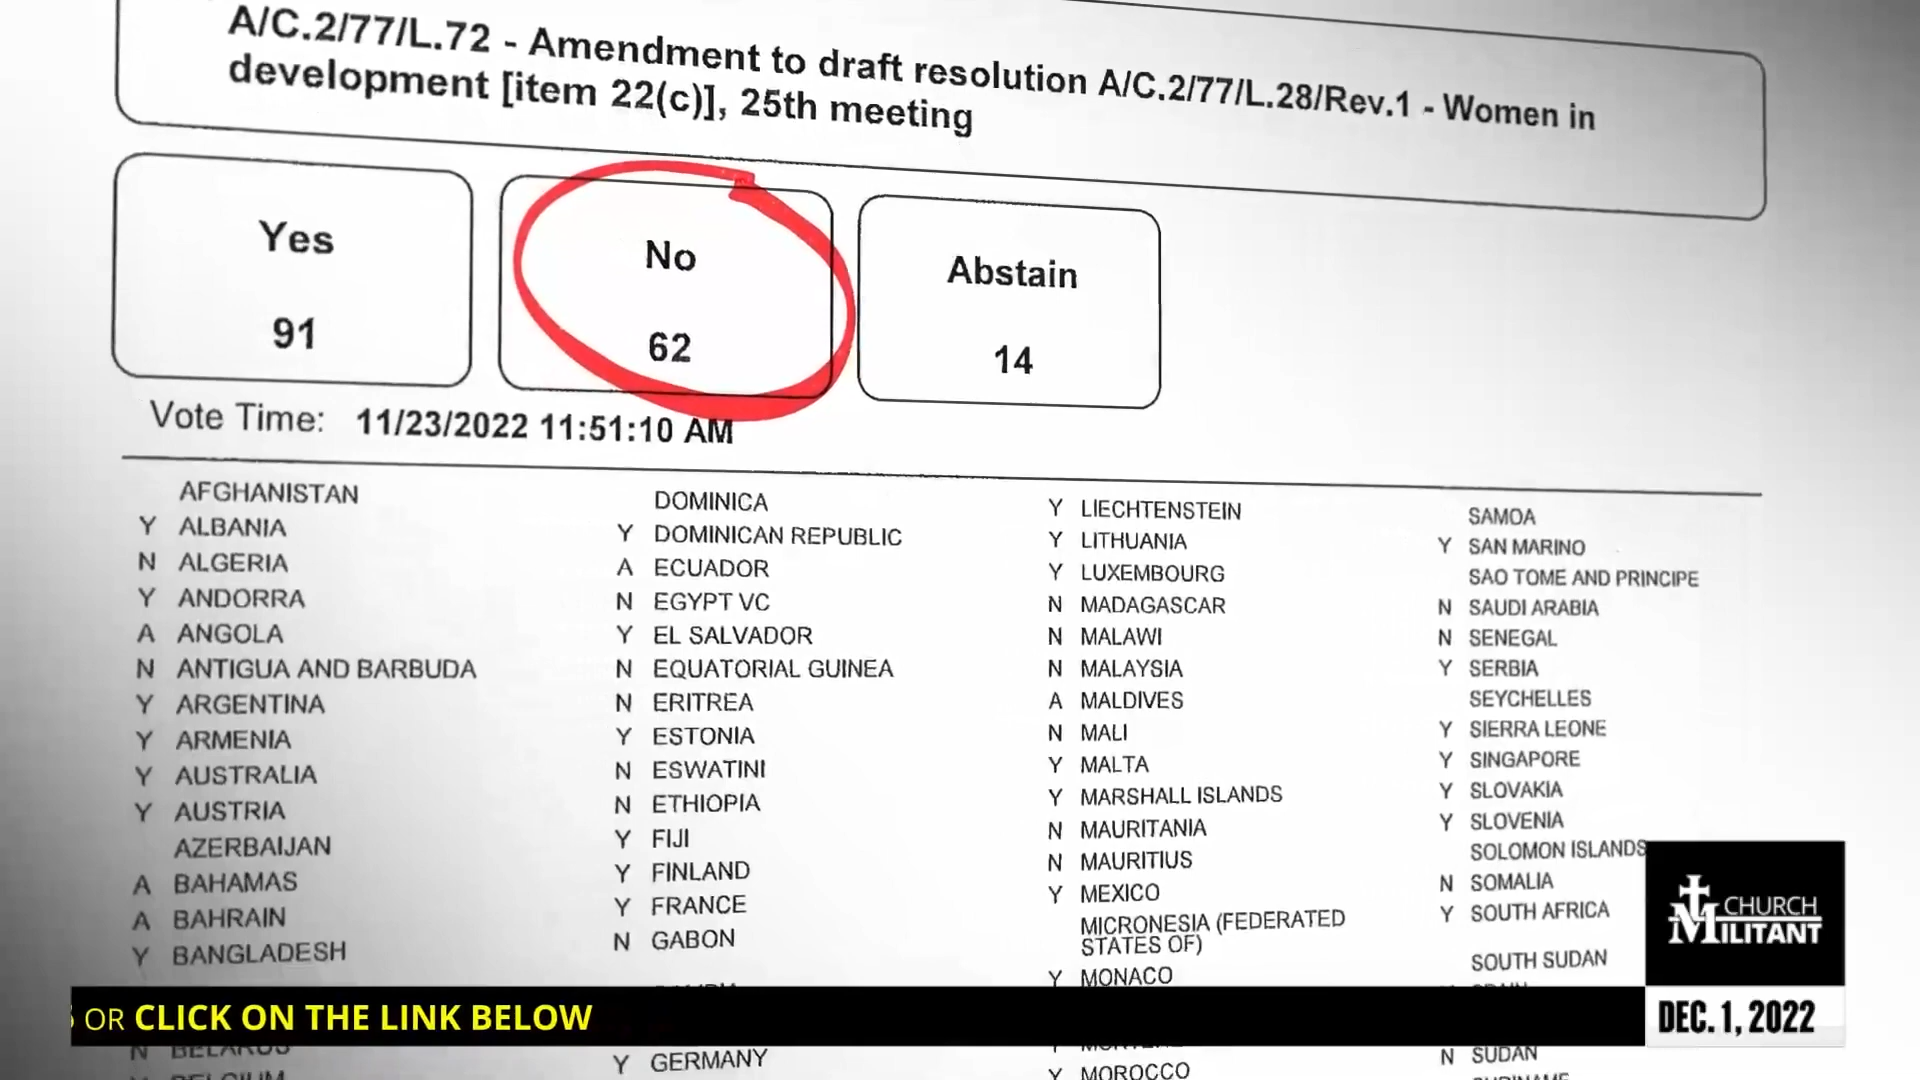 A/C.2/77/L.72 - Amendment to draft resolution A/C.2/77/L.28/Rev.1 - Women in
development [item 22(c)], 25th meeting
Yes
91
No
62
Abstain
14
Vote Time: 11/23/2022 11:51:10 AM
AFGHANISTAN
Y ALBANIA
N ALGERIA
Y ANDORRA
A ANGOLA
N ANTIGUA AND BARBUDA
Y ARGENTINA
Y ARMENIA
Y AUSTRALIA
Y AUSTRIA
AZERBAIJAN
A BAHAMAS
A BAHRAIN
Y BANGLADESH
N BELARUS
BELGIUM
DOMINICA
Y DOMINICAN REPUBLIC
A ECUADOR
N EGYPT VC
Y EL SALVADOR
N EQUATORIAL GUINEA
N ERITREA
Y ESTONIA
N ESWATINI
N ETHIOPIA
Y FIJI
Y FINLAND
Y FRANCE
N GABON
Y GERMANY
Y LIECHTENSTEIN
Y LITHUANIA
Y LUXEMBOURG
N MADAGASCAR
N MALAWI
N MALAYSIA
A MALDIVES
N MALI
Y MALTA
Y MARSHALL ISLANDS
N MAURITANIA
N MAURITIUS
Y MEXICO
MICRONESIA (FEDERATED
STATES OF)
Y MONACO
Y MOROCCO
SAMOA
Y SAN MARINO
SAO TOME AND PRINCIPE
N SAUDI ARABIA
N SENEGAL
Y SERBIA
SEYCHELLES
Y SIERRA LEONE
Y SINGAPORE
Y SLOVAKIA
Y SLOVENIA
SOLOMON ISLANDS
N SOMALIA
Y SOUTH AFRICA
SOUTH SUDAN
N SUDAN
CHURCH
MILITANT
OR CLICK ON THE LINK BELOW
DEC. 1, 2022